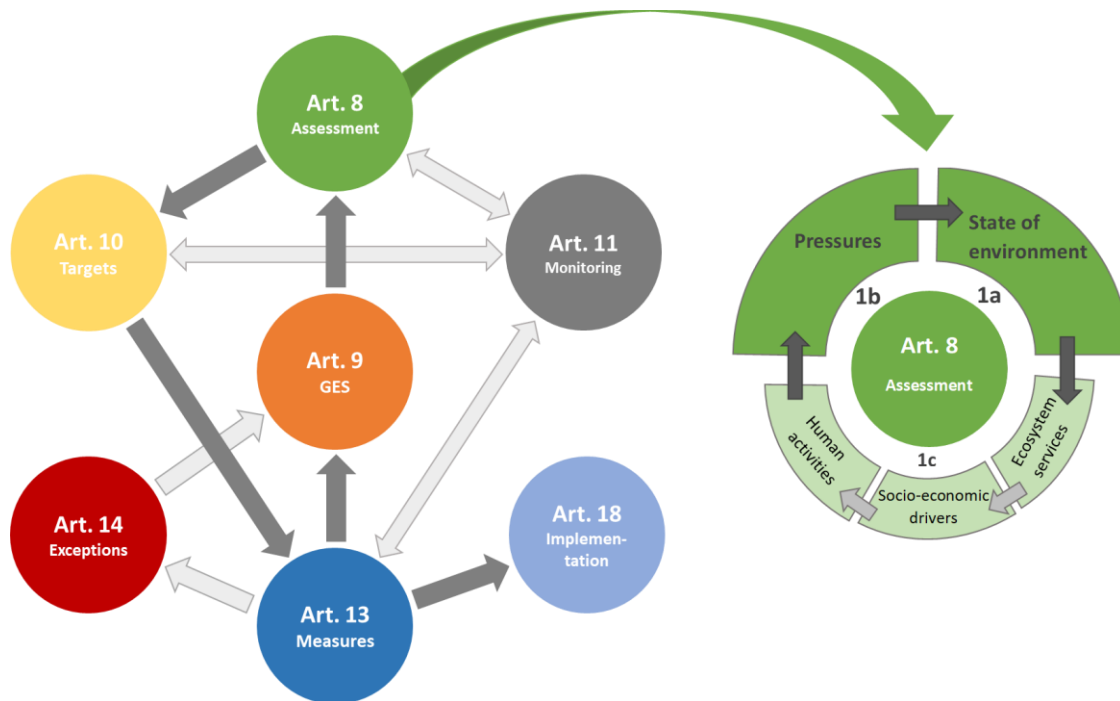 Art. 8
Assessment
Art. 10
Targets
Art. 11
Monitoring
Art. 9
GES
Art. 14
Exceptions
Art. 18
Implemen-
tation
Art. 13
Measures
Pressures
State of
environment
1b
1a
Art. 8
Assessment
Human
activities
1c
Ecosystem
services
Socio-economic
drivers